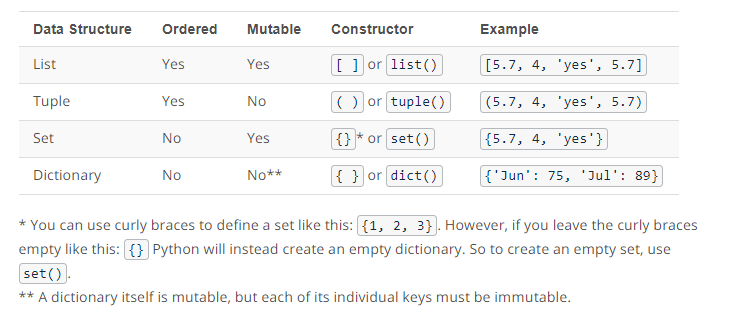 Data Structure Ordered Mutable Constructor Example
List Yes Yes [ ] or list() [5.7, 4, 'yes', 5.7]
Tuple Yes No ( ) or tuple() (5.7, 4, 'yes', 5.7)
Set No Yes {}* or set() {5.7, 4, 'yes'}
Dictionary No No** { } or dict() {'Jun': 75, 'Jul': 89}
* You can use curly braces to define a set like this: {1, 2, 3}. However, if you leave the curly braces
empty like this: {} Python will instead create an empty dictionary. So to create an empty set, use
set().
** A dictionary itself is mutable, but each of its individual keys must be immutable.